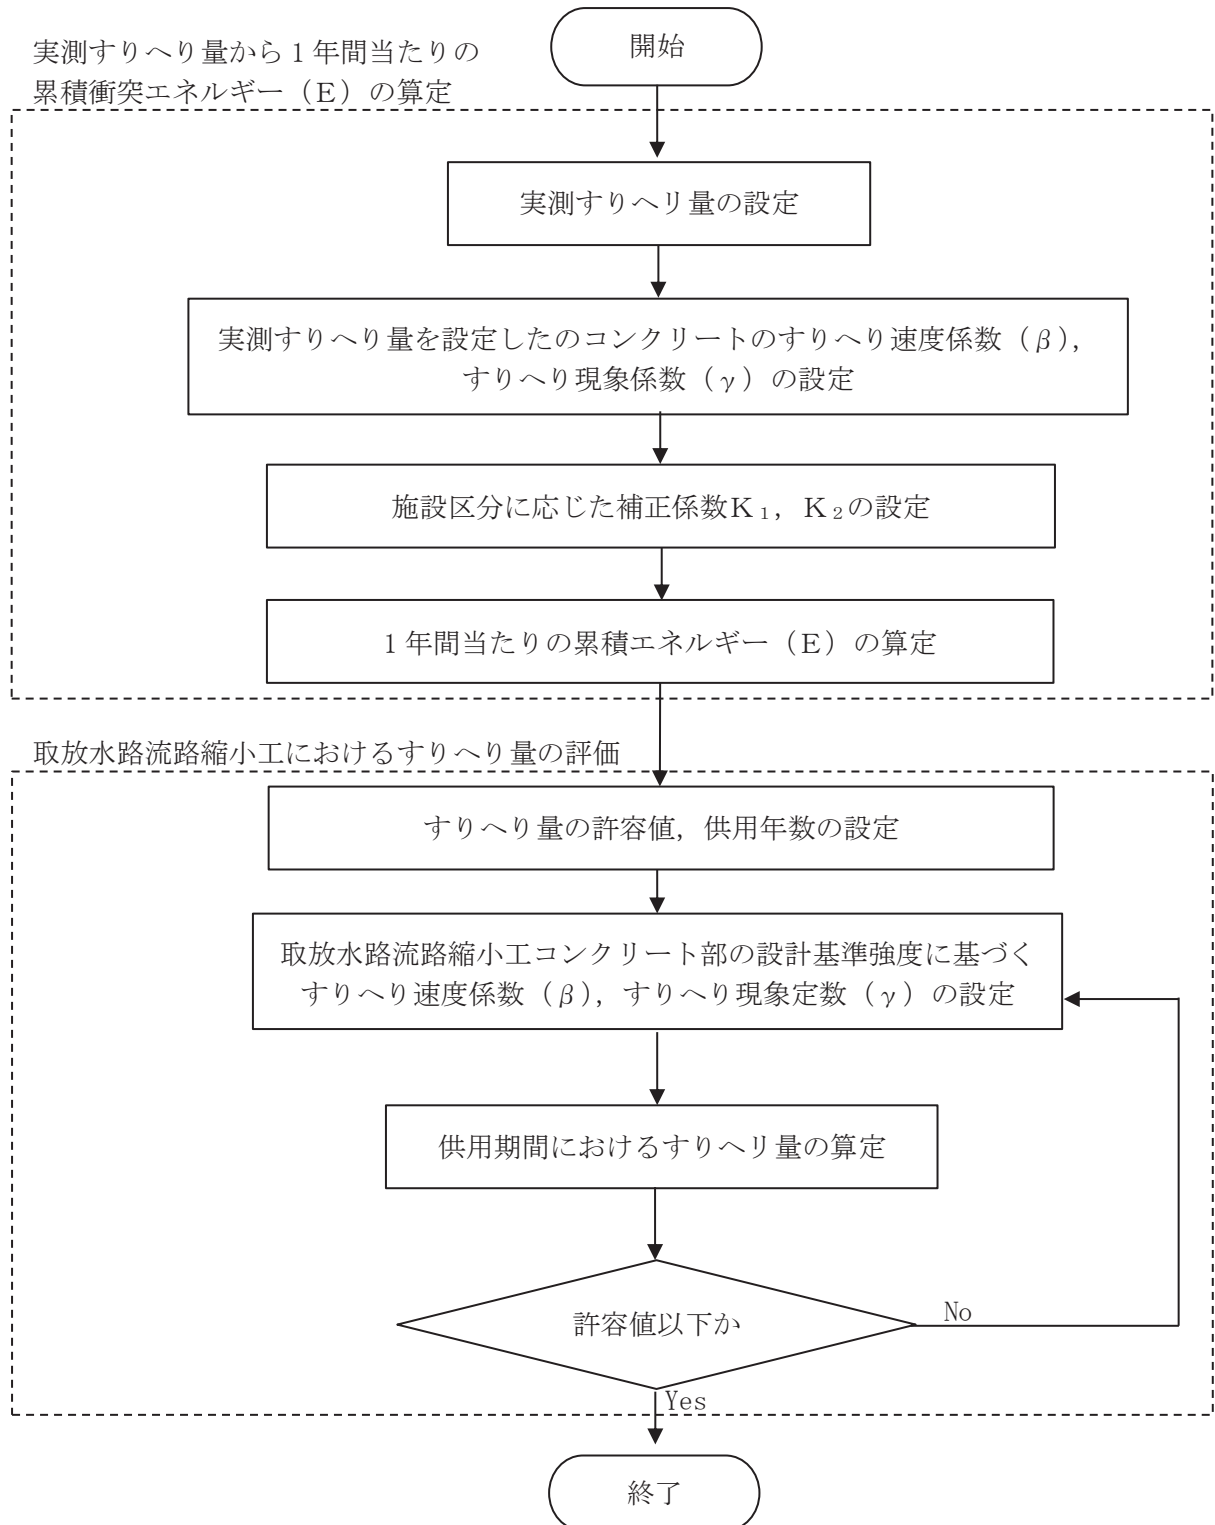 開始
実測すりへり量から1年間当たりの
累積衝突エネルギー(E)の算定
実測すりへリ量の設定
実測すりへり量を設定したのコンクリートのすりへり速度係数(β),
すりへり現象係数(γ)の設定
施設区分に応じた補正係数K₁, K₂の設定
1年間当たりの累積エネルギー(E)の算定
取放水路流路縮小工におけるすりへり量の評価
すりへり量の許容値, 供用年数の設定
取放水路流路縮小工コンクリート部の設計基準強度に基づく
すりへり速度係数(β), すりへり現象定数(γ)の設定
供用期間におけるすりへリ量の算定
許容値以下か
No
Yes
終了